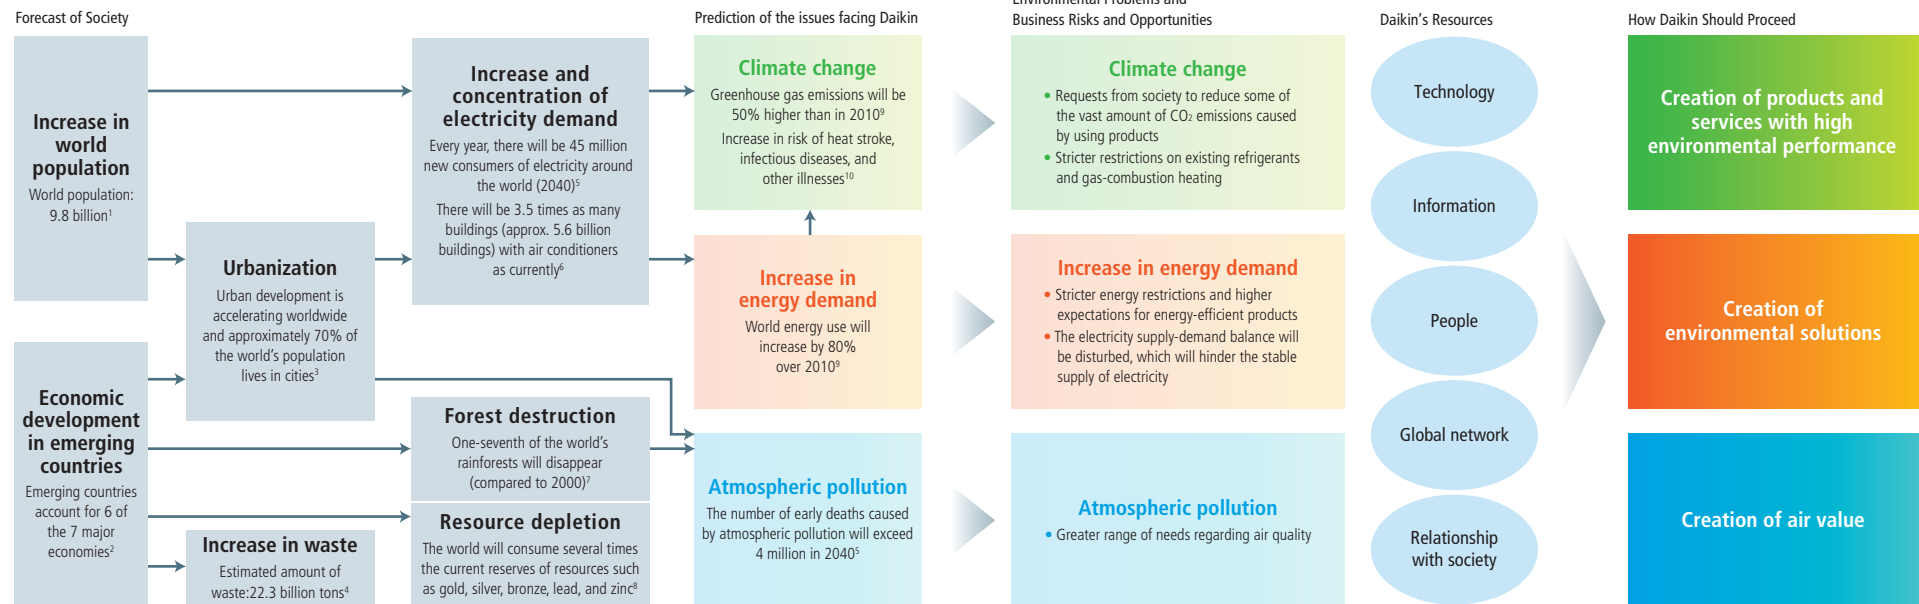 Forecast of Society
Increase in
world
population
World population:
9.8 billion¹
Economic
development
in emerging
countries
Emerging countries
account for 6 of
the 7 major
economies²
Urbanization
Urban development is
accelerating worldwide
and approximately 70% of
the world's population
lives in cities³
Increase in waste
Estimated amount of
waste:22.3 billion tons⁴
Increase and
concentration of
electricity demand
Every year, there will be 45 million
new consumers of electricity around
the world (2040)⁵
There will be 3.5 times as many
buildings (approx. 5.6 billion
buildings) with air conditioners
as currently⁶
Forest destruction
One-seventh of the world's
rainforests will disappear
(compared to 2000)⁷
Resource depletion
The world will consume several times
the current reserves of resources such
as gold, silver, bronze, lead, and zinc⁸
Prediction of the issues facing Daikin
Climate change
Greenhouse gas emissions will be
50% higher than in 2010⁹
Increase in risk of heat stroke,
infectious diseases, and
other illnesses¹⁰
Increase in
energy demand
World energy use will
increase by 80%
over 2010⁹
Atmospheric pollution
The number of early deaths caused
by atmospheric pollution will exceed
4 million in 2040⁵
Environmental Problems and
Business Risks and Opportunities
Climate change
• Requests from society to reduce some of
the vast amount of CO₂ emissions caused
by using products
• Stricter restrictions on existing refrigerants
and gas-combustion heating
Increase in energy demand
• Stricter energy restrictions and higher
expectations for energy-efficient products
• The electricity supply-demand balance will
be disturbed, which will hinder the stable
supply of electricity
Atmospheric pollution
• Greater range of needs regarding air quality
Daikin's Resources
Technology
Information
People
Global network
Relationship
with society
How Daikin Should Proceed
Creation of products and
services with high
environmental performance
Creation of
environmental solutions
Creation of air value